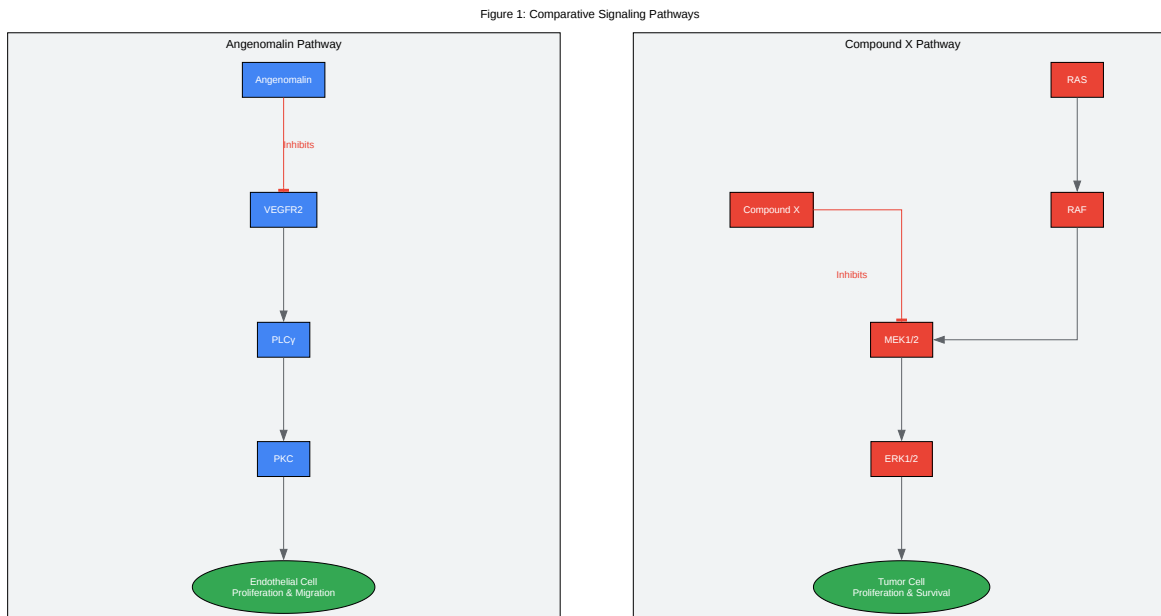 Figure 1: Comparative Signaling Pathways
Angenomalin Pathway
Angenomalin
Inhibits
VEGFR2
PLCγ
PKC
Endothelial Cell
Proliferation & Migration
Compound X Pathway
RAS
Compound X
RAF
Inhibits
MEK1/2
ERK1/2
Tumor Cell
Proliferation & Survival